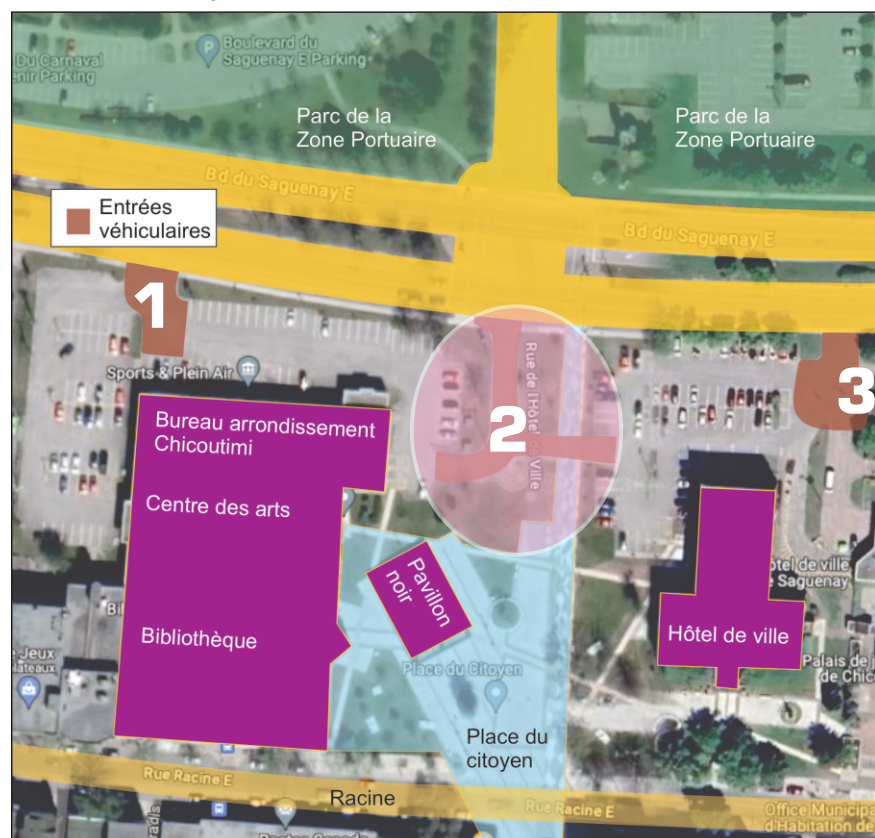 Du Carnaval
Parking
Boulevard du
Saguenay E Parking
Parc de la
Zone Portuaire
Parc de la
Zone Portuaire
Bd du Saguenay E
Bd du Saguenay E
Entrées
véhiculaires
1
2
3
Sports & Plein Air
Rue de l'Hôtel de Ville
Bureau arrondissement
Chicoutimi
Centre des arts
Bibliothèque
Pavillon
noir
Hôtel de ville
Saguenay
Hôtel de ville
Palais de
de Chic
Jeux
Place du Citoyen
Place du
citoyen
Rue Racine E
Racine
Rue Racine E
Office Municipa
d'Habitation de